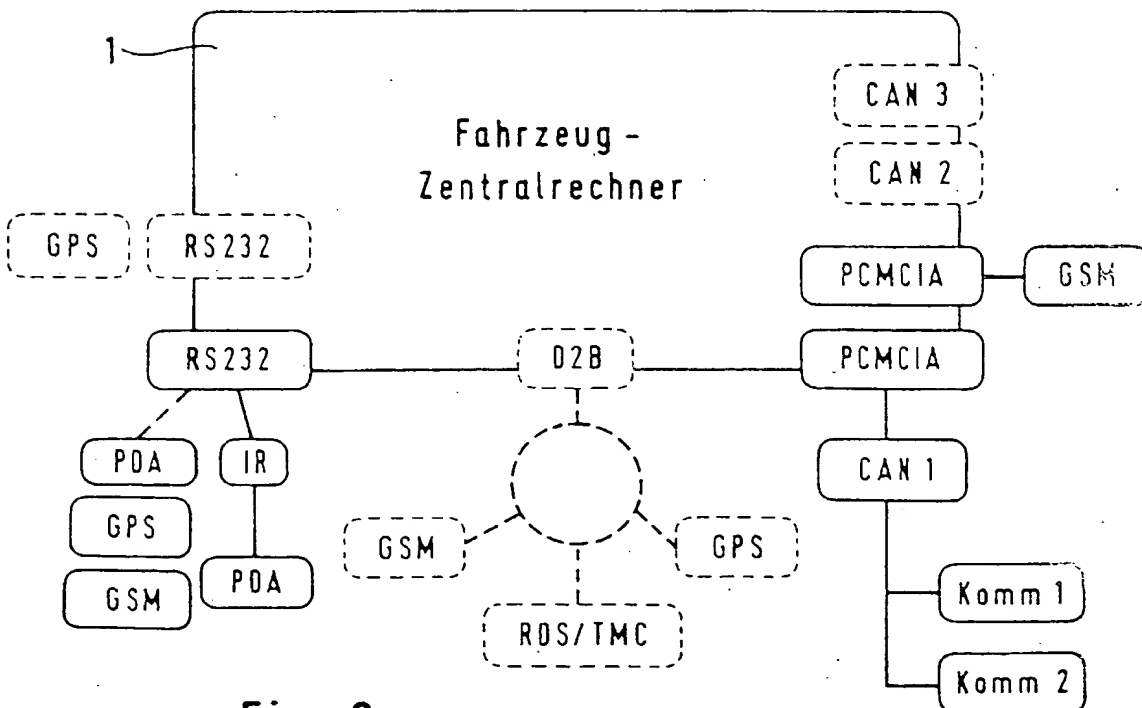 1
CAN 3
Fahrzeug -
Zentralrechner
CAN 2
GPS
RS232
PCMCIA
GSM
RS232
D2B
PCMCIA
PDA
IR
CAN 1
GPS
GSM
GPS
PDA
GSM
Komm 1
RDS/TMC
Komm 2